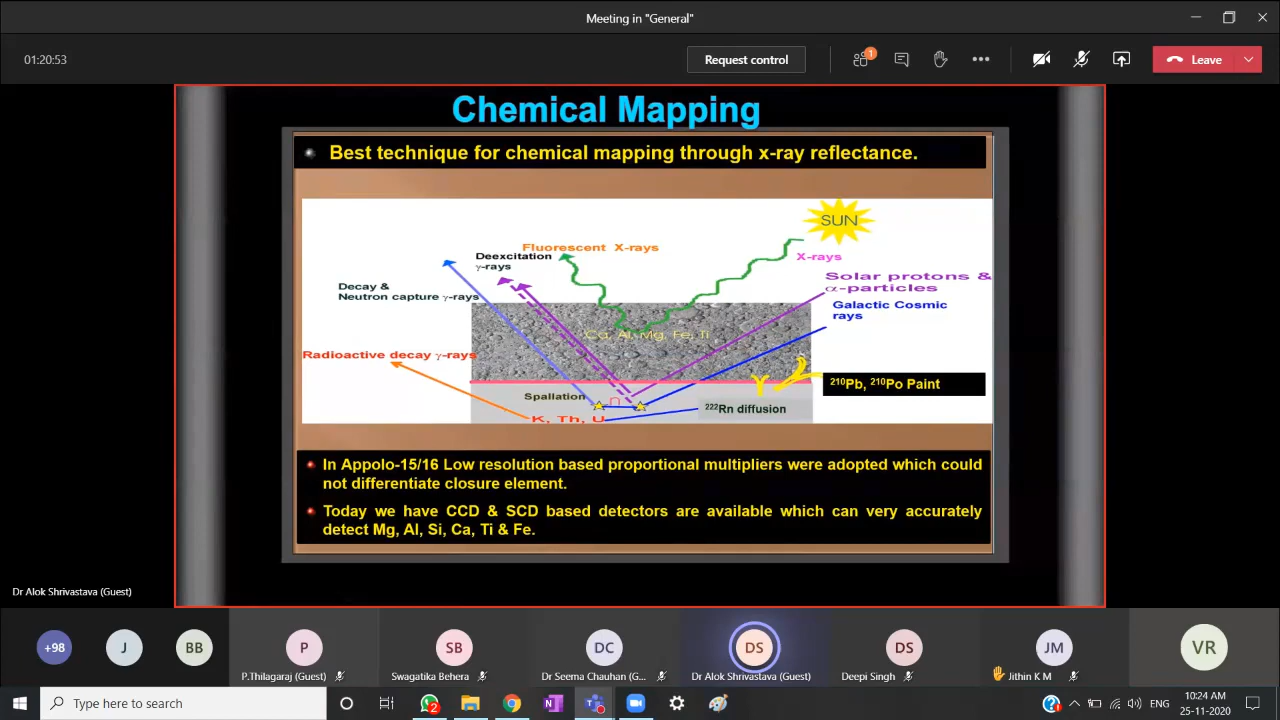 Meeting in "General"
01:20:53
Request control
1
Leave
Chemical Mapping
Best technique for chemical mapping through x-ray reflectance.
SUN
Fluorescent X-rays
Deexcitation
γ-rays
X-rays
Solar protons &
α-particles
Decay &
Neutron capture γ-rays
Galactic Cosmic
rays
Ca, Al, Mg, Fe, Ti
Radioactive decay γ-rays
²¹⁰Pb, ²¹⁰Po Paint
Spallation
n
²²²Rn diffusion
K, Th, U
In Appolo-15/16 Low resolution based proportional multipliers were adopted which could
not differentiate closure element.
Today we have CCD & SCD based detectors are available which can very accurately
detect Mg, Al, Si, Ca, Ti & Fe.
Dr Alok Shrivastava (Guest)
+98
J
BB
P
P.Thilagaraj (Guest)
SB
Swagatika Behera
DC
Dr Seema Chauhan (G...
DS
Dr Alok Shrivastava (Guest)
DS
Deepi Singh
JM
Jithin K M
VR
Type here to search
2
ENG
10:24 AM
25-11-2020